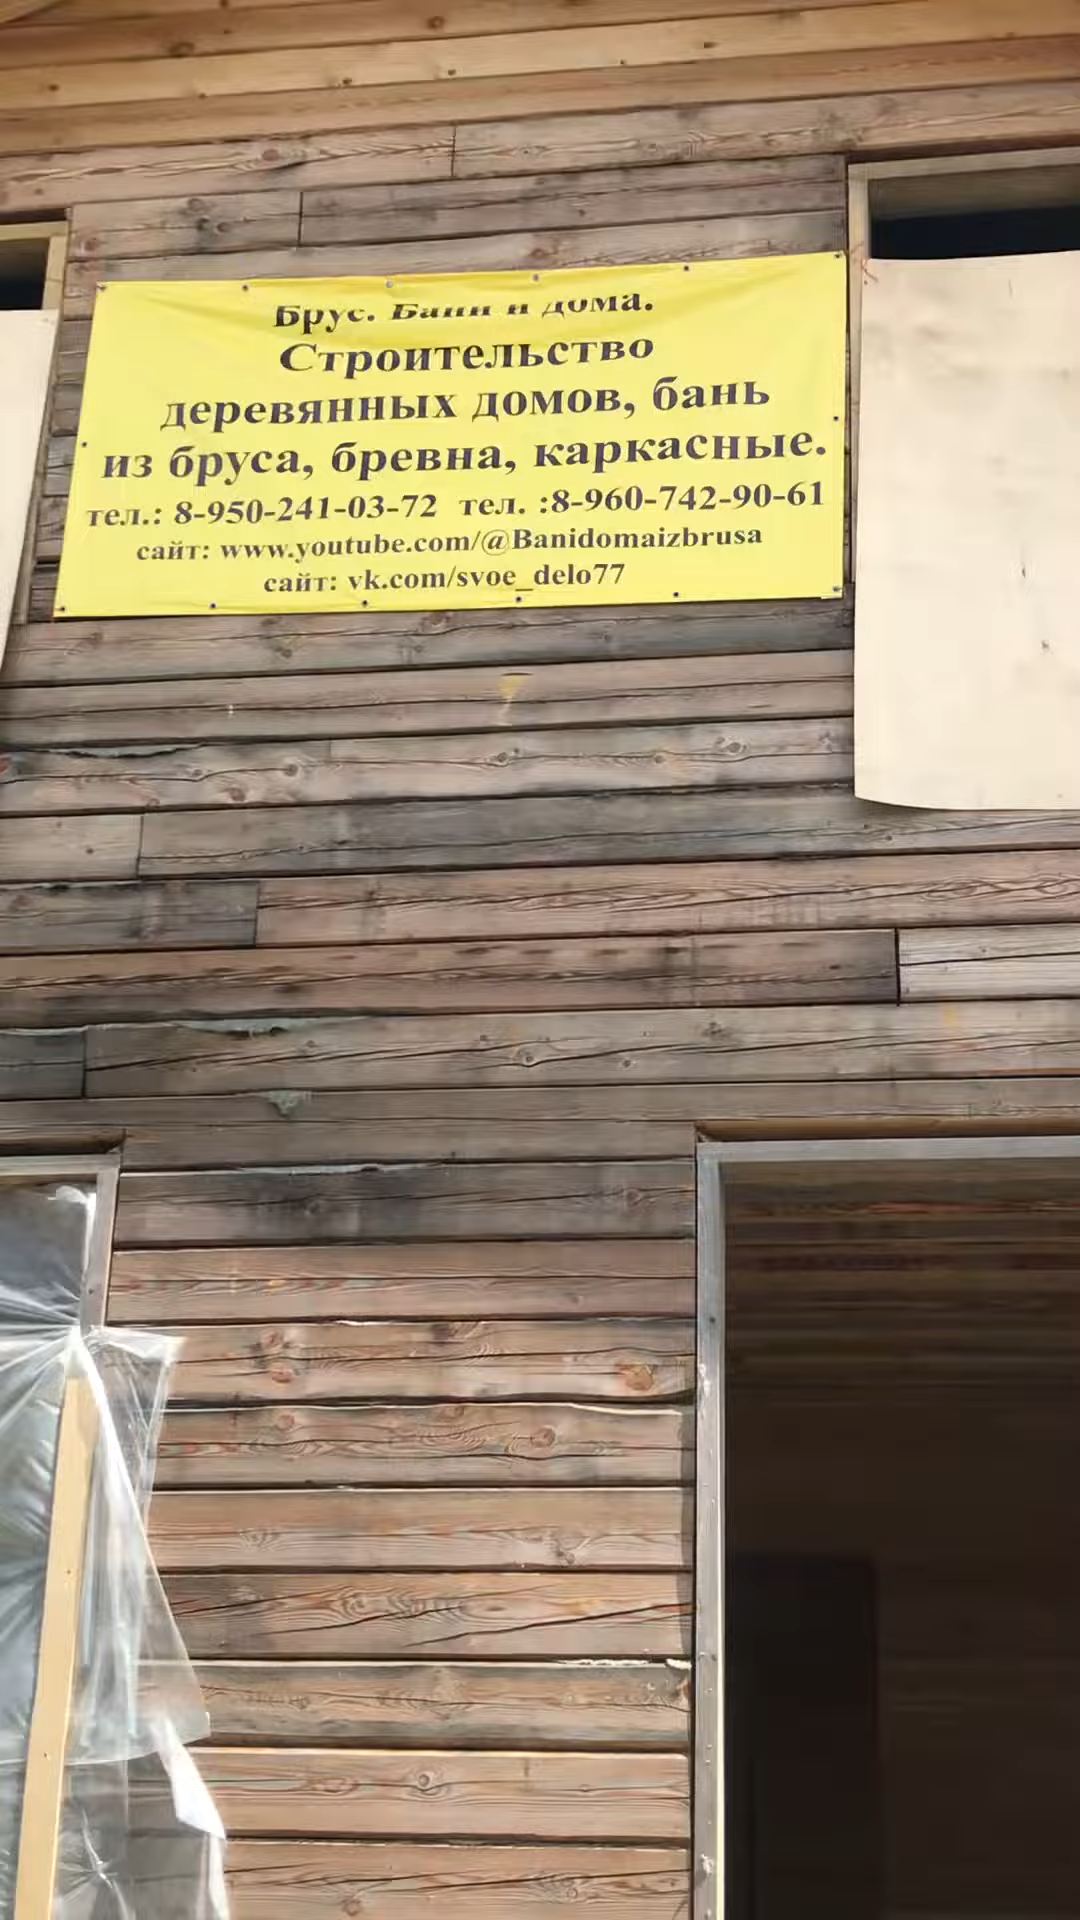 Брус. Бани и дома.
Строительство
деревянных домов, бань
из бруса, бревна, каркасные.
тел.: 8-950-241-03-72 тел. :8-960-742-90-61
сайт: www.youtube.com/@Banidomaizbrusa
сайт: vk.com/svoe_delo77